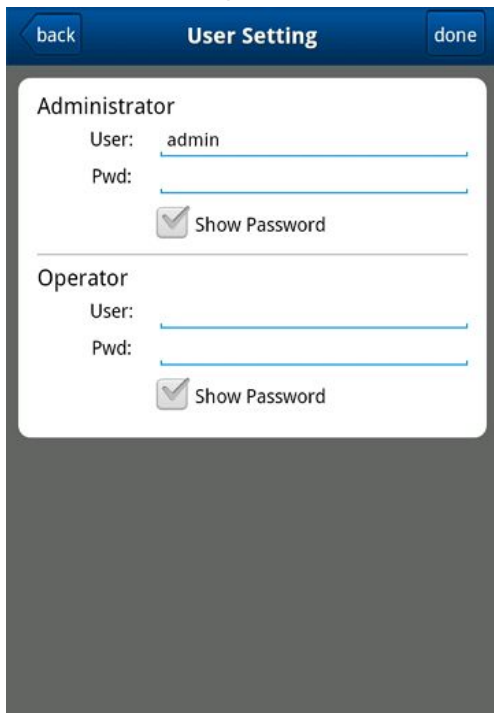 back User Setting done
Administrator
User: admin
Pwd:
Show Password
Operator
User:
Pwd:
Show Password